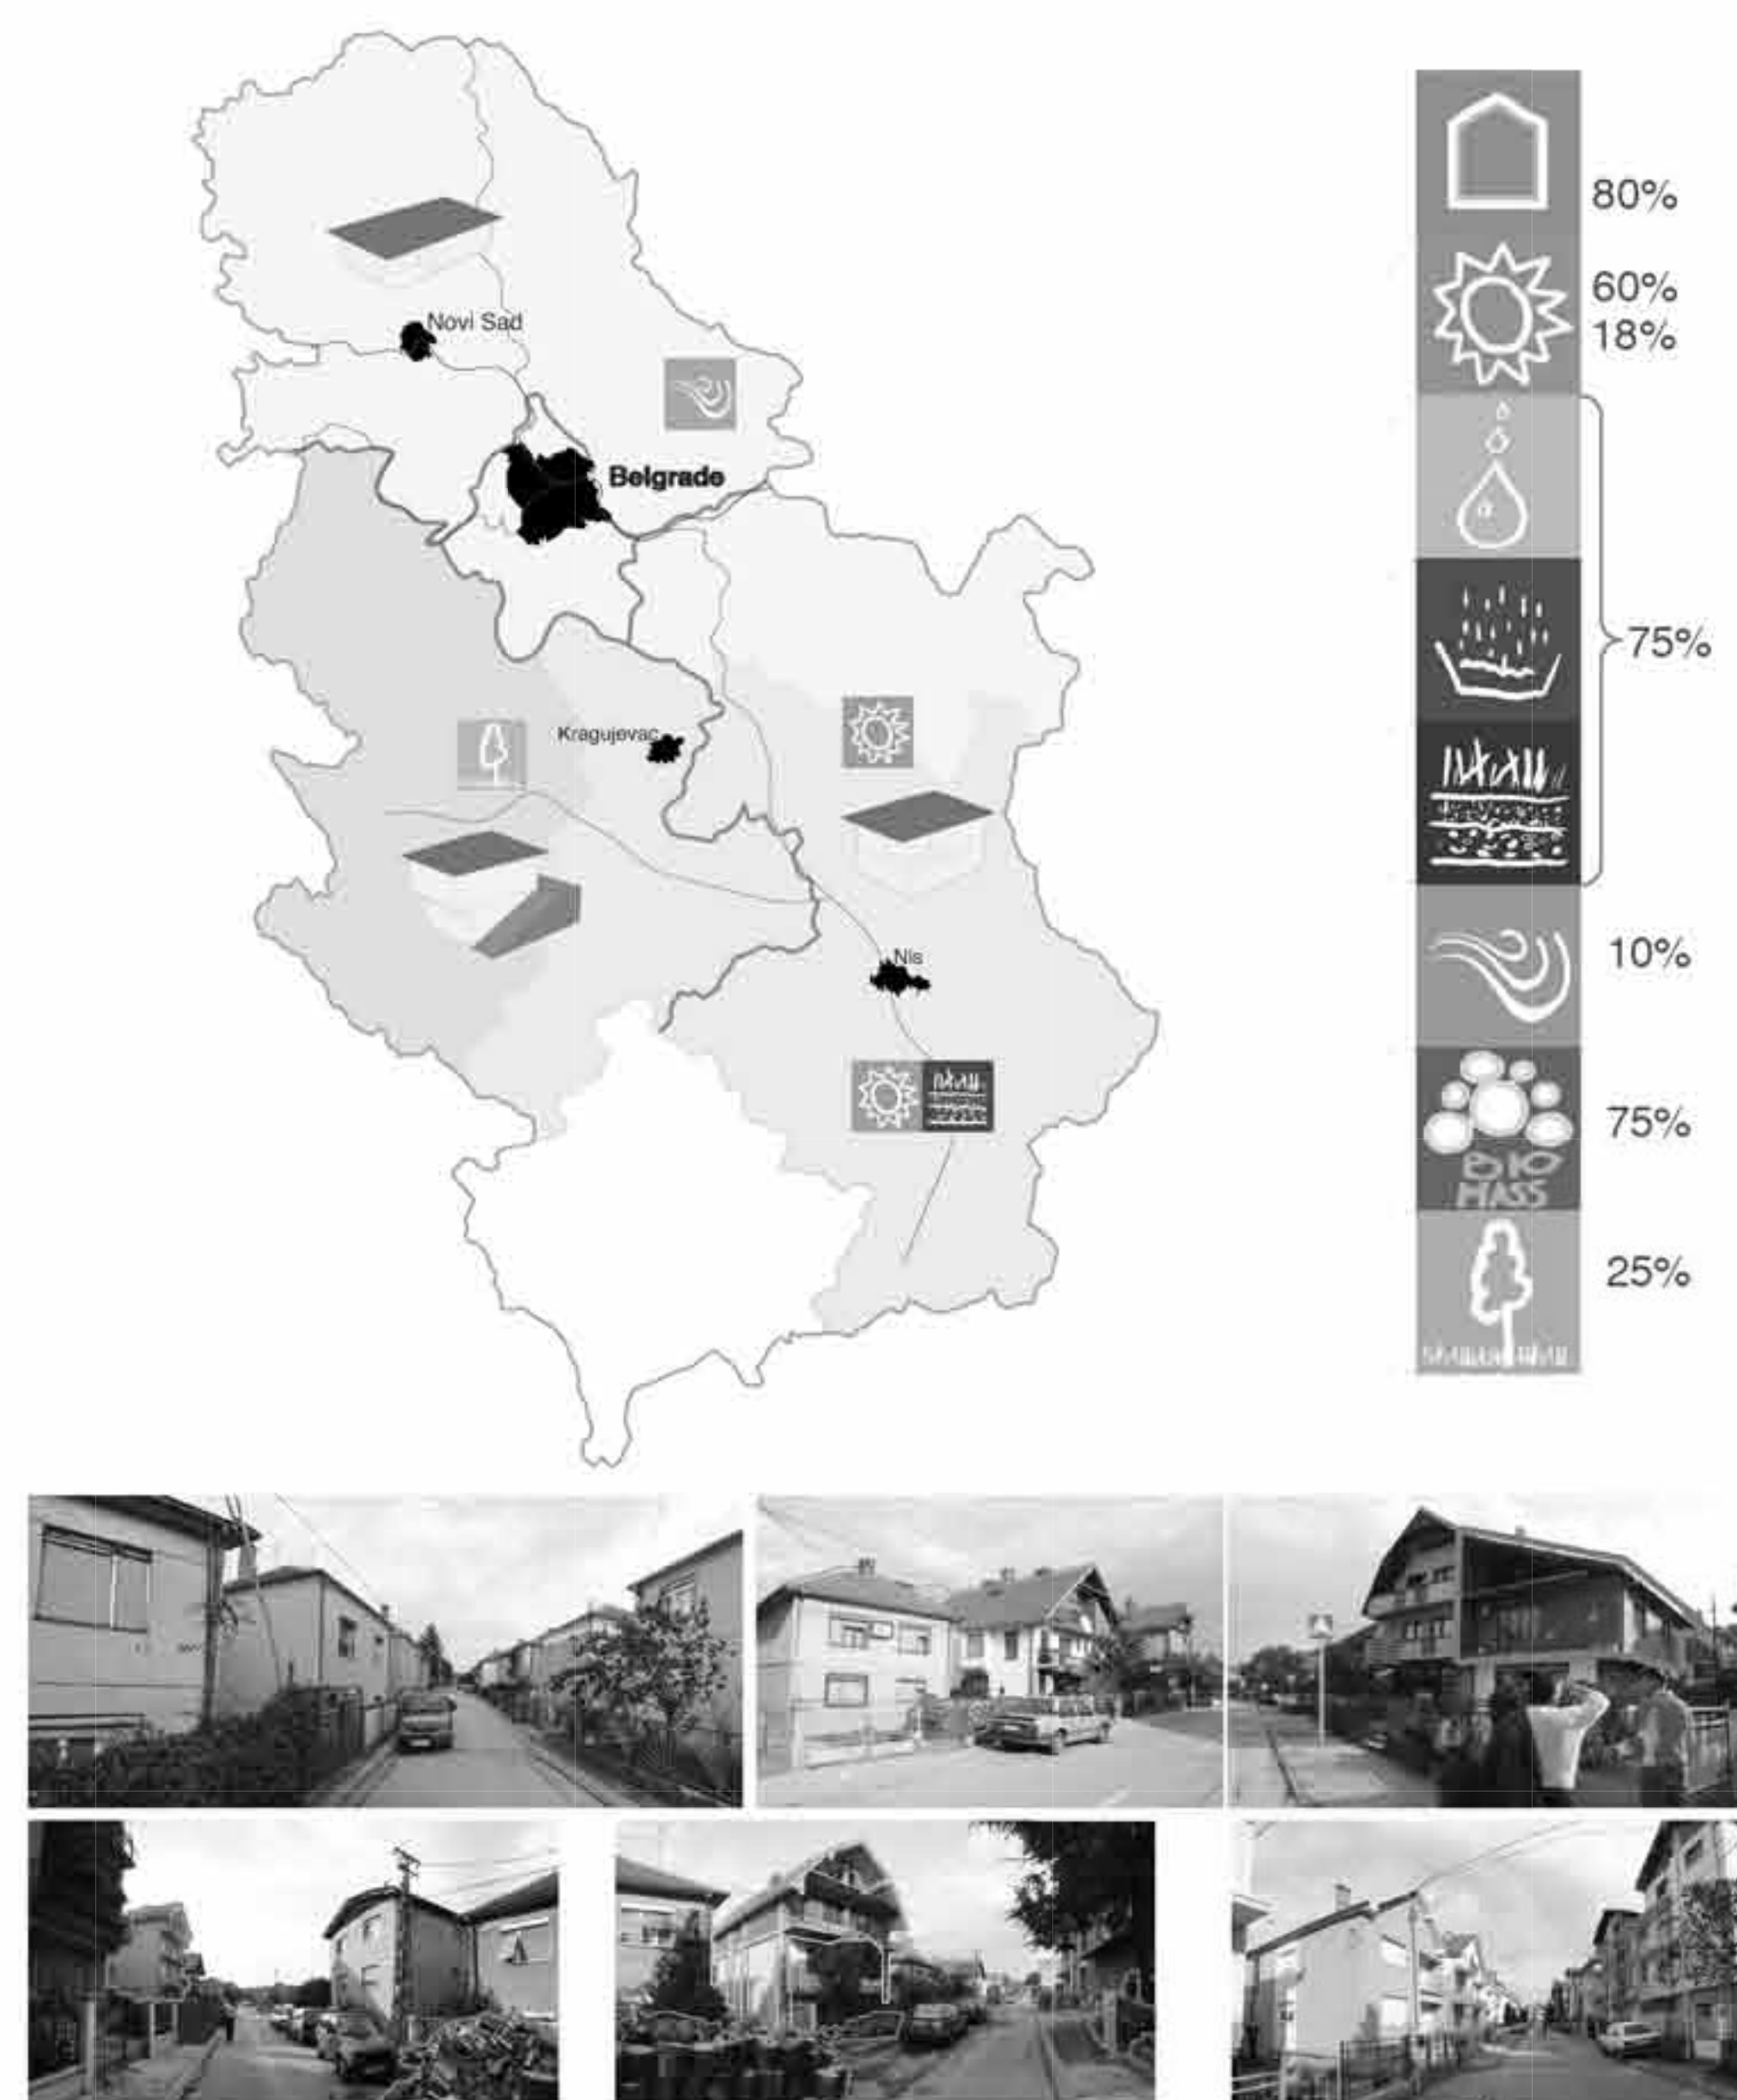 80%
60%
18%
Novi Sad
Belgrade
75%
Kragujevac
10%
Nis
75%
BIO
MASS
25%